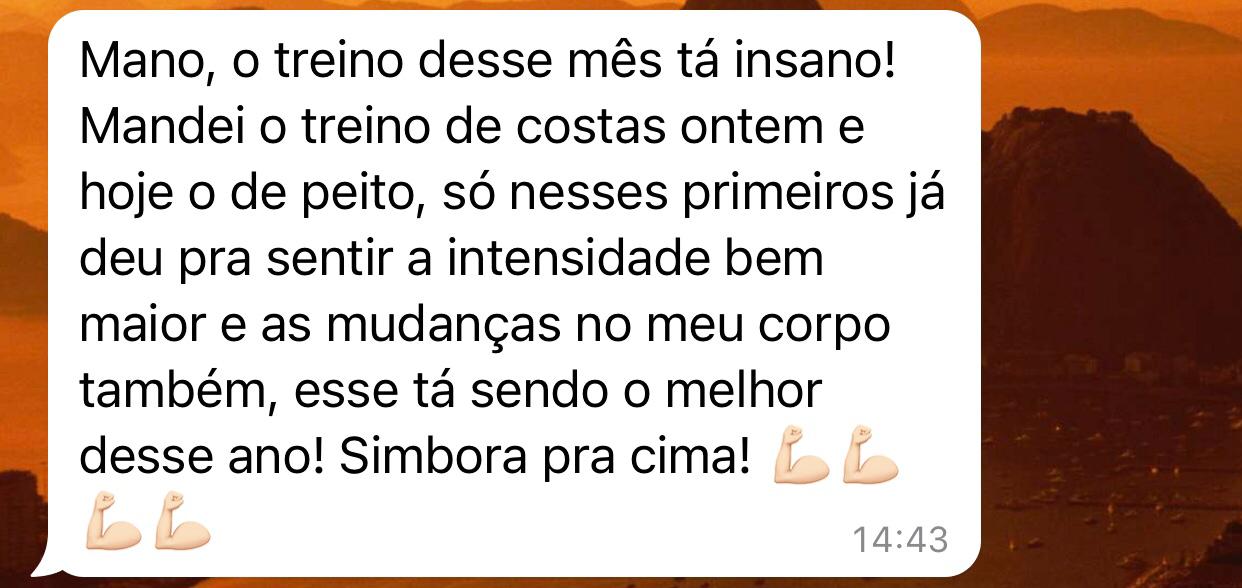 Mano, o treino desse mês tá insano!
Mandei o treino de costas ontem e
hoje o de peito, só nesses primeiros já
deu pra sentir a intensidade bem
maior e as mudanças no meu corpo
também, esse tá sendo o melhor
desse ano! Simbora pra cima! 💪🏻💪🏻
💪🏻💪🏻
14:43